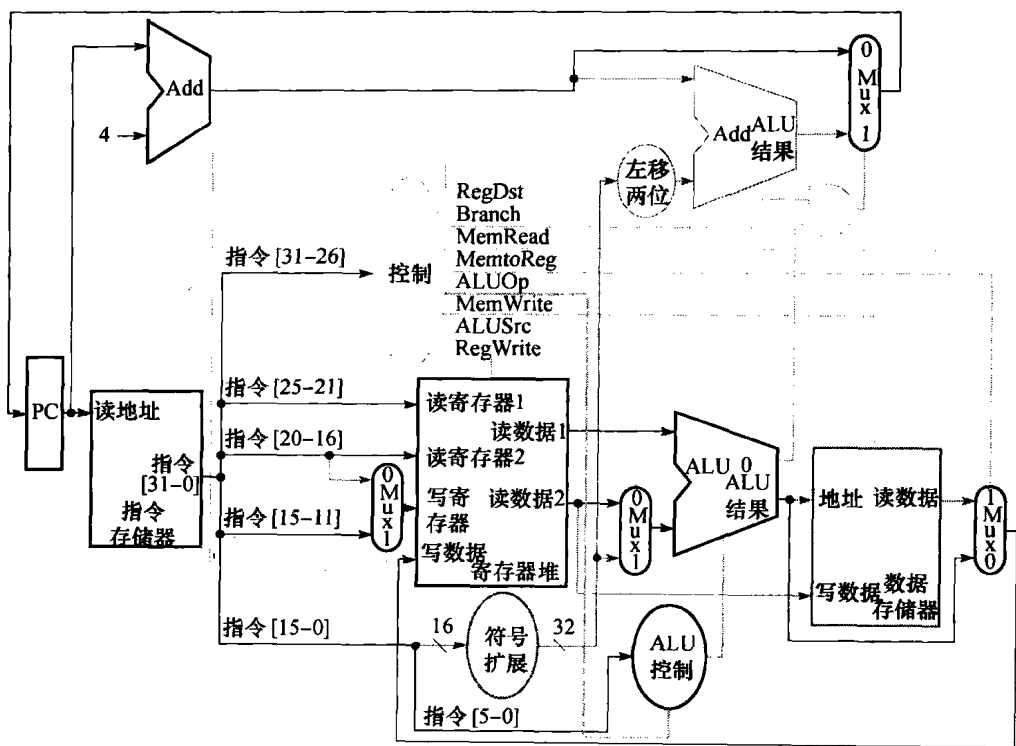 Add
4
0
Mux
1
Add
ALU
结果
左移
两位
RegDst
Branch
MemRead
MemtoReg
ALUOp
MemWrite
ALUSrc
RegWrite
指令 [31-26]
控制
PC
读地址
指令
[31-0]
指令
存储器
指令 [25-21]
指令 [20-16]
指令 [15-11]
0
Mux
1
读寄存器1
读数据1
读寄存器2
写寄
存器
读数据2
写数据
寄存器堆
0
Mux
1
ALU 0
ALU
结果
地址
读数据
写数据
数据
存储器
1
Mux
0
指令 [15-0]
16
符号
扩展
32
ALU
控制
指令 [5-0]